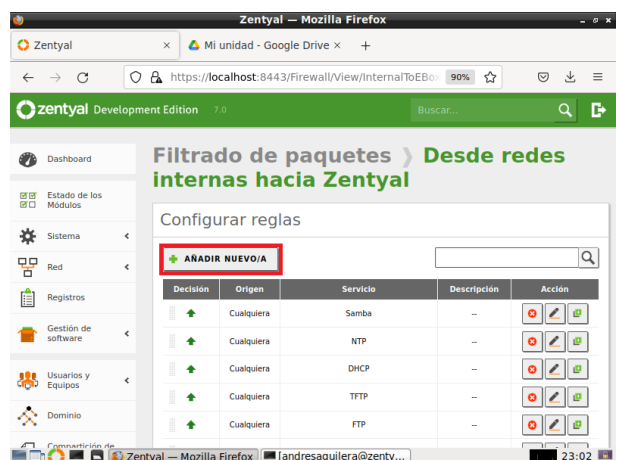 Zentyal — Mozilla Firefox
Zentyal × Mi unidad - Google Drive × +
https://localhost:8443/Firewall/View/InternalToEBo 90%
zentyal Development Edition 7.0 Buscar...
Filtrado de paquetes ❭ Desde redes
internas hacia Zentyal
Dashboard
Estado de los
Módulos
Sistema
Red
Registros
Gestión de
software
Usuarios y
Equipos
Dominio
Compartición de
Configurar reglas
+ AÑADIR NUEVO/A
Decisión Origen Servicio Descripción Acción
Cualquiera Samba --
Cualquiera NTP --
Cualquiera DHCP --
Cualquiera TFTP --
Cualquiera FTP --
Zentyal — Mozilla Firefox [andresaguilera@zenty... 23:02